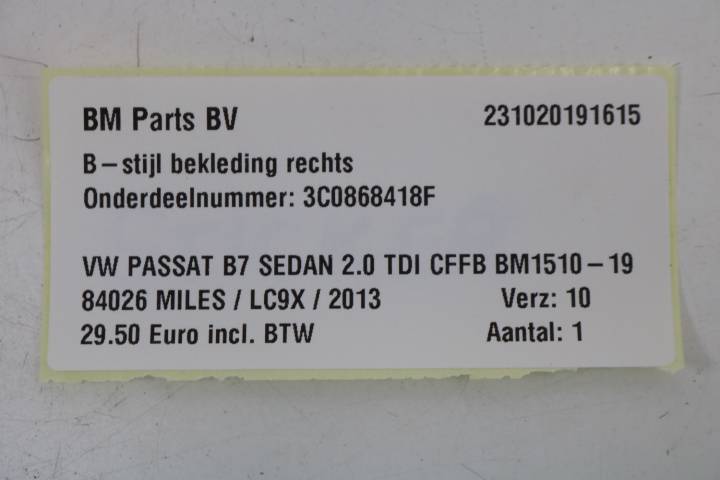 BM Parts BV 231020191615
B-stijl bekleding rechts
Onderdeelnummer: 3C0868418F
VW PASSAT B7 SEDAN 2.0 TDI CFFB BM1510-19
84026 MILES / LC9X / 2013 Verz: 10
29.50 Euro incl. BTW Aantal: 1